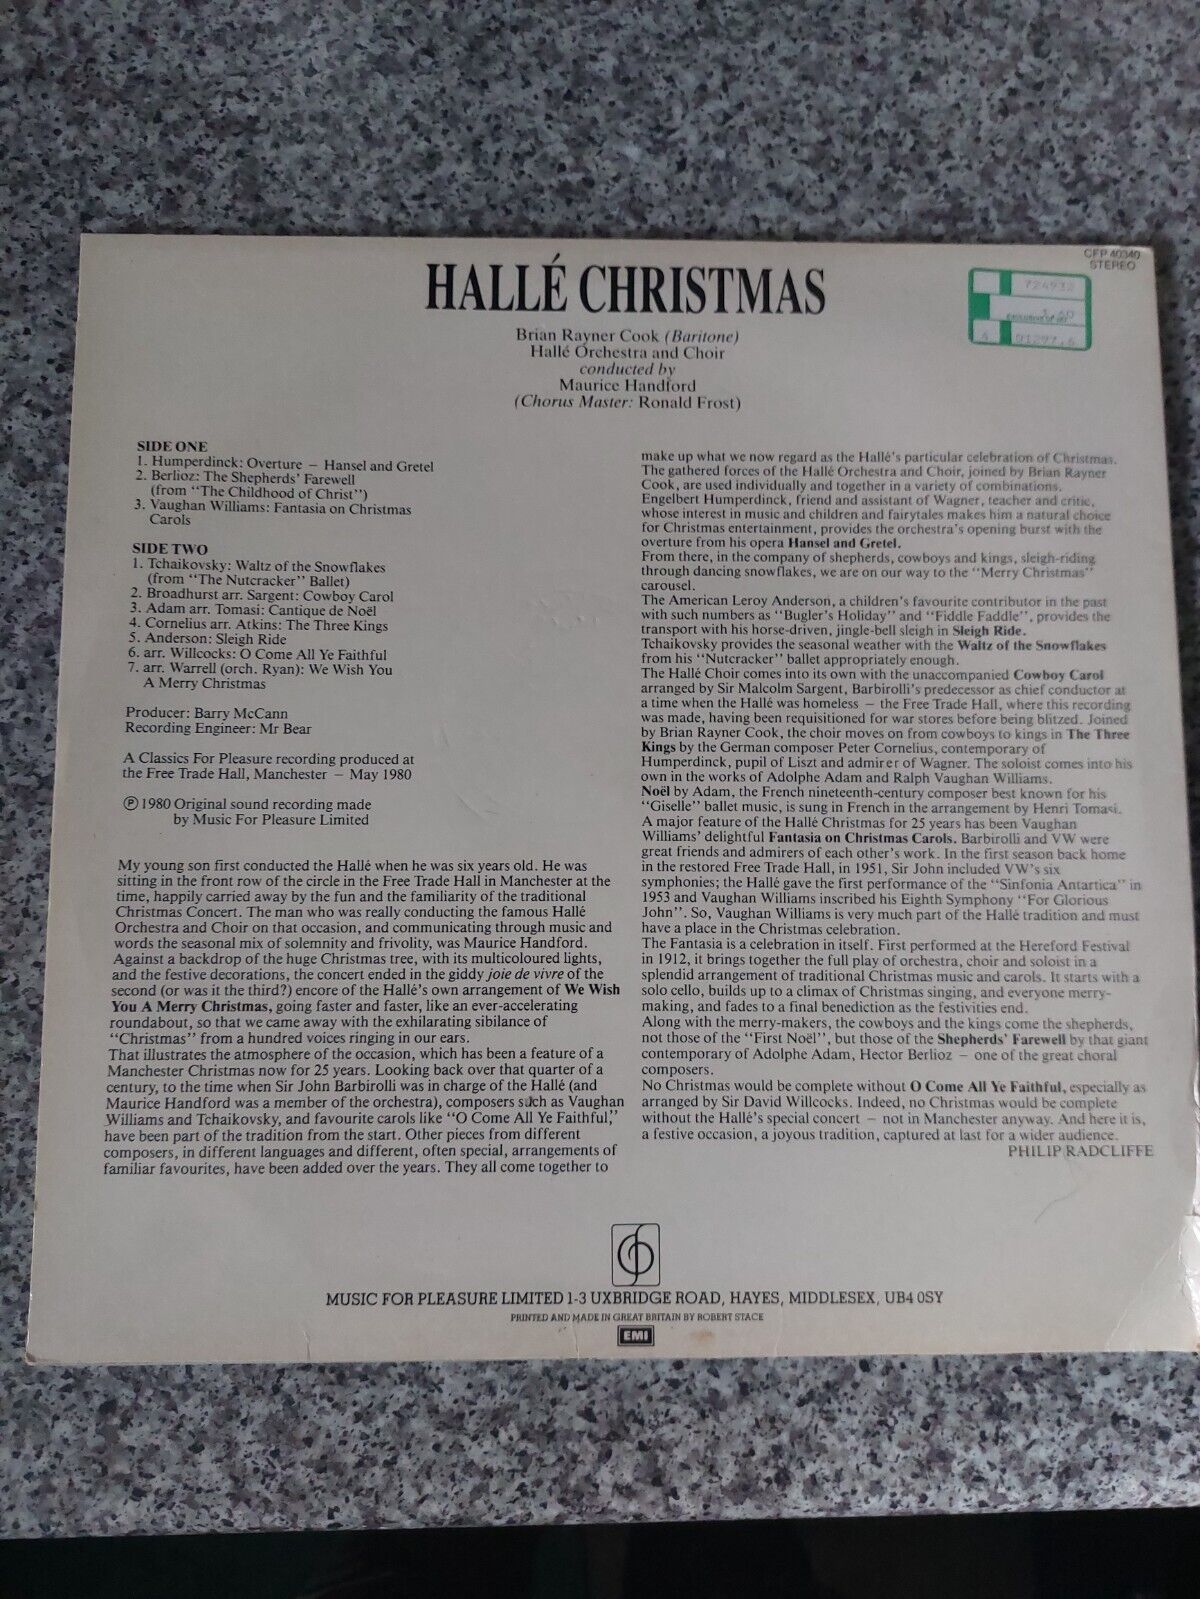 CFP 40340
STEREO
HALLÉ CHRISTMAS
724932
Brian Rayner Cook (Baritone)
Hallé Orchestra and Choir
conducted by
Maurice Handford
(Chorus Master: Ronald Frost)
SIDE ONE
1. Humperdinck: Overture – Hansel and Gretel
2. Berlioz: The Shepherds' Farewell
(from "The Childhood of Christ")
3. Vaughan Williams: Fantasia on Christmas
Carols
SIDE TWO
1. Tchaikovsky: Waltz of the Snowflakes
(from "The Nutcracker" Ballet)
2. Broadhurst arr. Sargent: Cowboy Carol
3. Adam arr. Tomasi: Cantique de Noël
4. Cornelius arr. Atkins: The Three Kings
5. Anderson: Sleigh Ride
6. arr. Willcocks: O Come All Ye Faithful
7. arr. Warrell (orch. Ryan): We Wish You
A Merry Christmas
Producer: Barry McCann
Recording Engineer: Mr Bear
A Classics For Pleasure recording produced at
the Free Trade Hall, Manchester – May 1980
Ⓟ 1980 Original sound recording made
by Music For Pleasure Limited
My young son first conducted the Hallé when he was six years old. He was
sitting in the front row of the circle in the Free Trade Hall in Manchester at the
time, happily carried away by the fun and the familiarity of the traditional
Christmas Concert. The man who was really conducting the famous Hallé
Orchestra and Choir on that occasion, and communicating through music and
words the seasonal mix of solemnity and frivolity, was Maurice Handford.
Against a backdrop of the huge Christmas tree, with its multicoloured lights,
and the festive decorations, the concert ended in the giddy joie de vivre of the
second (or was it the third?) encore of the Hallé's own arrangement of We Wish
You A Merry Christmas, going faster and faster, like an ever-accelerating
roundabout, so that we came away with the exhilarating sibilance of
"Christmas" from a hundred voices ringing in our ears.
That illustrates the atmosphere of the occasion, which has been a feature of a
Manchester Christmas now for 25 years. Looking back over that quarter of a
century, to the time when Sir John Barbirolli was in charge of the Hallé (and
Maurice Handford was a member of the orchestra), composers such as Vaughan
Williams and Tchaikovsky, and favourite carols like "O Come All Ye Faithful,"
have been part of the tradition from the start. Other pieces from different
composers, in different languages and different, often special, arrangements of
familiar favourites, have been added over the years. They all come together to
make up what we now regard as the Hallé's particular celebration of Christmas.
The gathered forces of the Hallé Orchestra and Choir, joined by Brian Rayner
Cook, are used individually and together in a variety of combinations.
Engelbert Humperdinck, friend and assistant of Wagner, teacher and critic,
whose interest in music and children and fairytales makes him a natural choice
for Christmas entertainment, provides the orchestra's opening burst with the
overture from his opera Hansel and Gretel.
From there, in the company of shepherds, cowboys and kings, sleigh-riding
through dancing snowflakes, we are on our way to the "Merry Christmas"
carousel.
The American Leroy Anderson, a children's favourite contributor in the past
with such numbers as "Bugler's Holiday" and "Fiddle Faddle", provides the
transport with his horse-driven, jingle-bell sleigh in Sleigh Ride.
Tchaikovsky provides the seasonal weather with the Waltz of the Snowflakes
from his "Nutcracker" ballet appropriately enough.
The Hallé Choir comes into its own with the unaccompanied Cowboy Carol
arranged by Sir Malcolm Sargent, Barbirolli's predecessor as chief conductor at
a time when the Hallé was homeless – the Free Trade Hall, where this recording
was made, having been requisitioned for war stores before being blitzed. Joined
by Brian Rayner Cook, the choir moves on from cowboys to kings in The Three
Kings by the German composer Peter Cornelius, contemporary of
Humperdinck, pupil of Liszt and admirer of Wagner. The soloist comes into his
own in the works of Adolphe Adam and Ralph Vaughan Williams.
Noël by Adam, the French nineteenth-century composer best known for his
"Giselle" ballet music, is sung in French in the arrangement by Henri Tomasi.
A major feature of the Hallé Christmas for 25 years has been Vaughan
Williams' delightful Fantasia on Christmas Carols. Barbirolli and VW were
great friends and admirers of each other's work. In the first season back home
in the restored Free Trade Hall, in 1951, Sir John included VW's six
symphonies; the Hallé gave the first performance of the "Sinfonia Antartica" in
1953 and Vaughan Williams inscribed his Eighth Symphony "For Glorious
John". So, Vaughan Williams is very much part of the Hallé tradition and must
have a place in the Christmas celebration.
The Fantasia is a celebration in itself. First performed at the Hereford Festival
in 1912, it brings together the full play of orchestra, choir and soloist in a
splendid arrangement of traditional Christmas music and carols. It starts with a
solo cello, builds up to a climax of Christmas singing, and everyone merry-
making, and fades to a final benediction as the festivities end.
Along with the merry-makers, the cowboys and the kings come the shepherds,
not those of the "First Noël", but those of the Shepherds' Farewell by that giant
contemporary of Adolphe Adam, Hector Berlioz – one of the great choral
composers.
No Christmas would be complete without O Come All Ye Faithful, especially as
arranged by Sir David Willcocks. Indeed, no Christmas would be complete
without the Hallé's special concert – not in Manchester anyway. And here it is,
a festive occasion, a joyous tradition, captured at last for a wider audience.
PHILIP RADCLIFFE
MUSIC FOR PLEASURE LIMITED 1-3 UXBRIDGE ROAD, HAYES, MIDDLESEX, UB4 0SY
PRINTED AND MADE IN GREAT BRITAIN BY ROBERT STACE
EMI